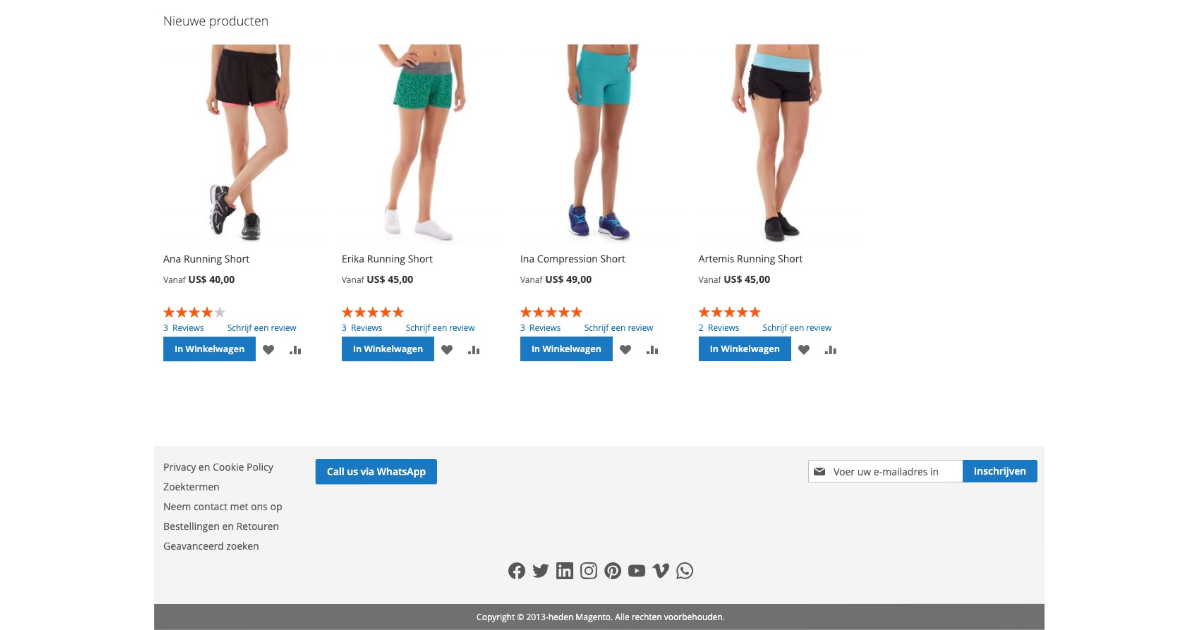 Nieuwe producten
Ana Running Short
Vanaf US$ 40,00
3 Reviews Schrijf een review
In Winkelwagen
Erika Running Short
Vanaf US$ 45,00
3 Reviews Schrijf een review
In Winkelwagen
Ina Compression Short
Vanaf US$ 49,00
3 Reviews Schrijf een review
In Winkelwagen
Artemis Running Short
Vanaf US$ 45,00
2 Reviews Schrijf een review
In Winkelwagen
Privacy en Cookie Policy
Zoektermen
Neem contact met ons op
Bestellingen en Retouren
Geavanceerd zoeken
Call us via WhatsApp
Voer uw e-mailadres in
Inschrijven
Copyright © 2013-heden Magento. Alle rechten voorbehouden.